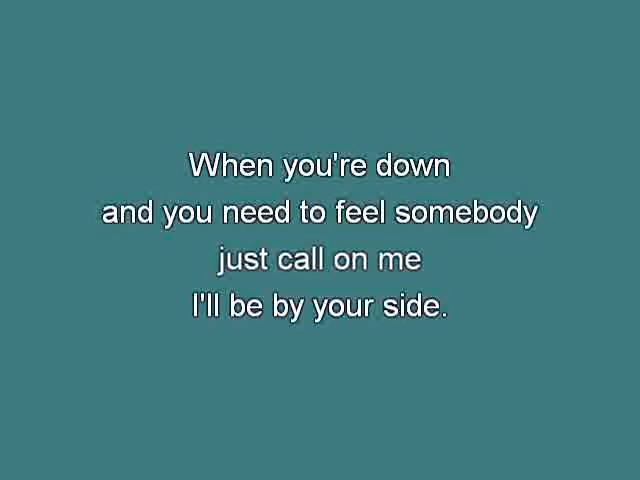 When you're down
and you need to feel somebody
just call on me
I'll be by your side.